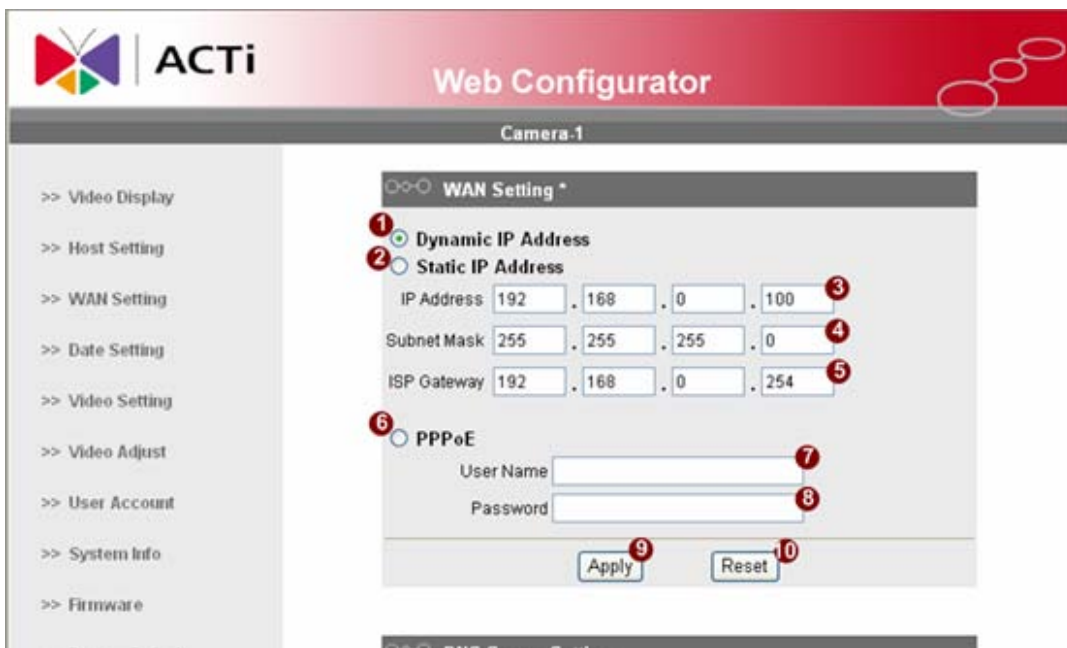 ACTi
Web Configurator
Camera-1
>> Video Display
>> Host Setting
>> WAN Setting
>> Date Setting
>> Video Setting
>> Video Adjust
>> User Account
>> System Info
>> Firmware
WAN Setting *
1 Dynamic IP Address
2 Static IP Address
IP Address 192 . 168 . 0 . 100 3
Subnet Mask 255 . 255 . 255 . 0 4
ISP Gateway 192 . 168 . 0 . 254 5
6 PPPoE
User Name 7
Password 8
Apply 9 Reset 10